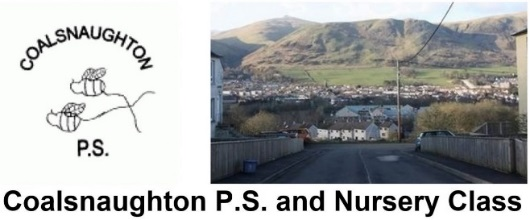 COALSNAUGHTON
P.S.
Coalsnaughton P.S. and Nursery Class